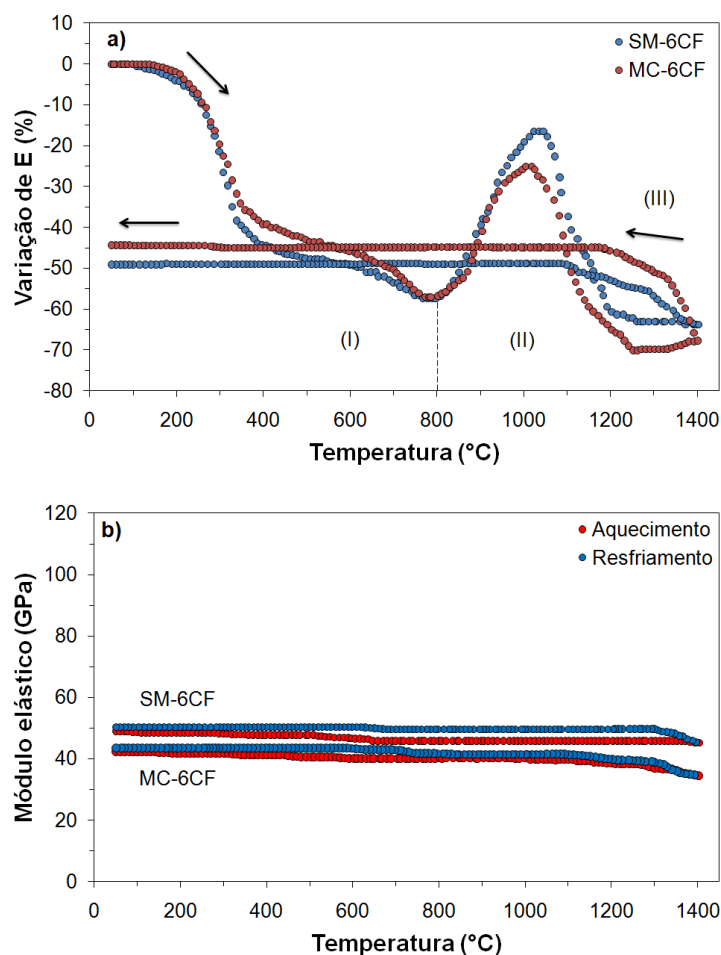 a)
SM-6CF
MC-6CF
10
0
-10
-20
-30
-40
-50
-60
-70
-80
Variação de E (%)
(I)
(II)
(III)
0 200 400 600 800 1000 1200 1400
Temperatura (°C)
b)
Aquecimento
Resfriamento
120
100
80
60
40
20
0
Módulo elástico (GPa)
SM-6CF
MC-6CF
0 200 400 600 800 1000 1200 1400
Temperatura (°C)